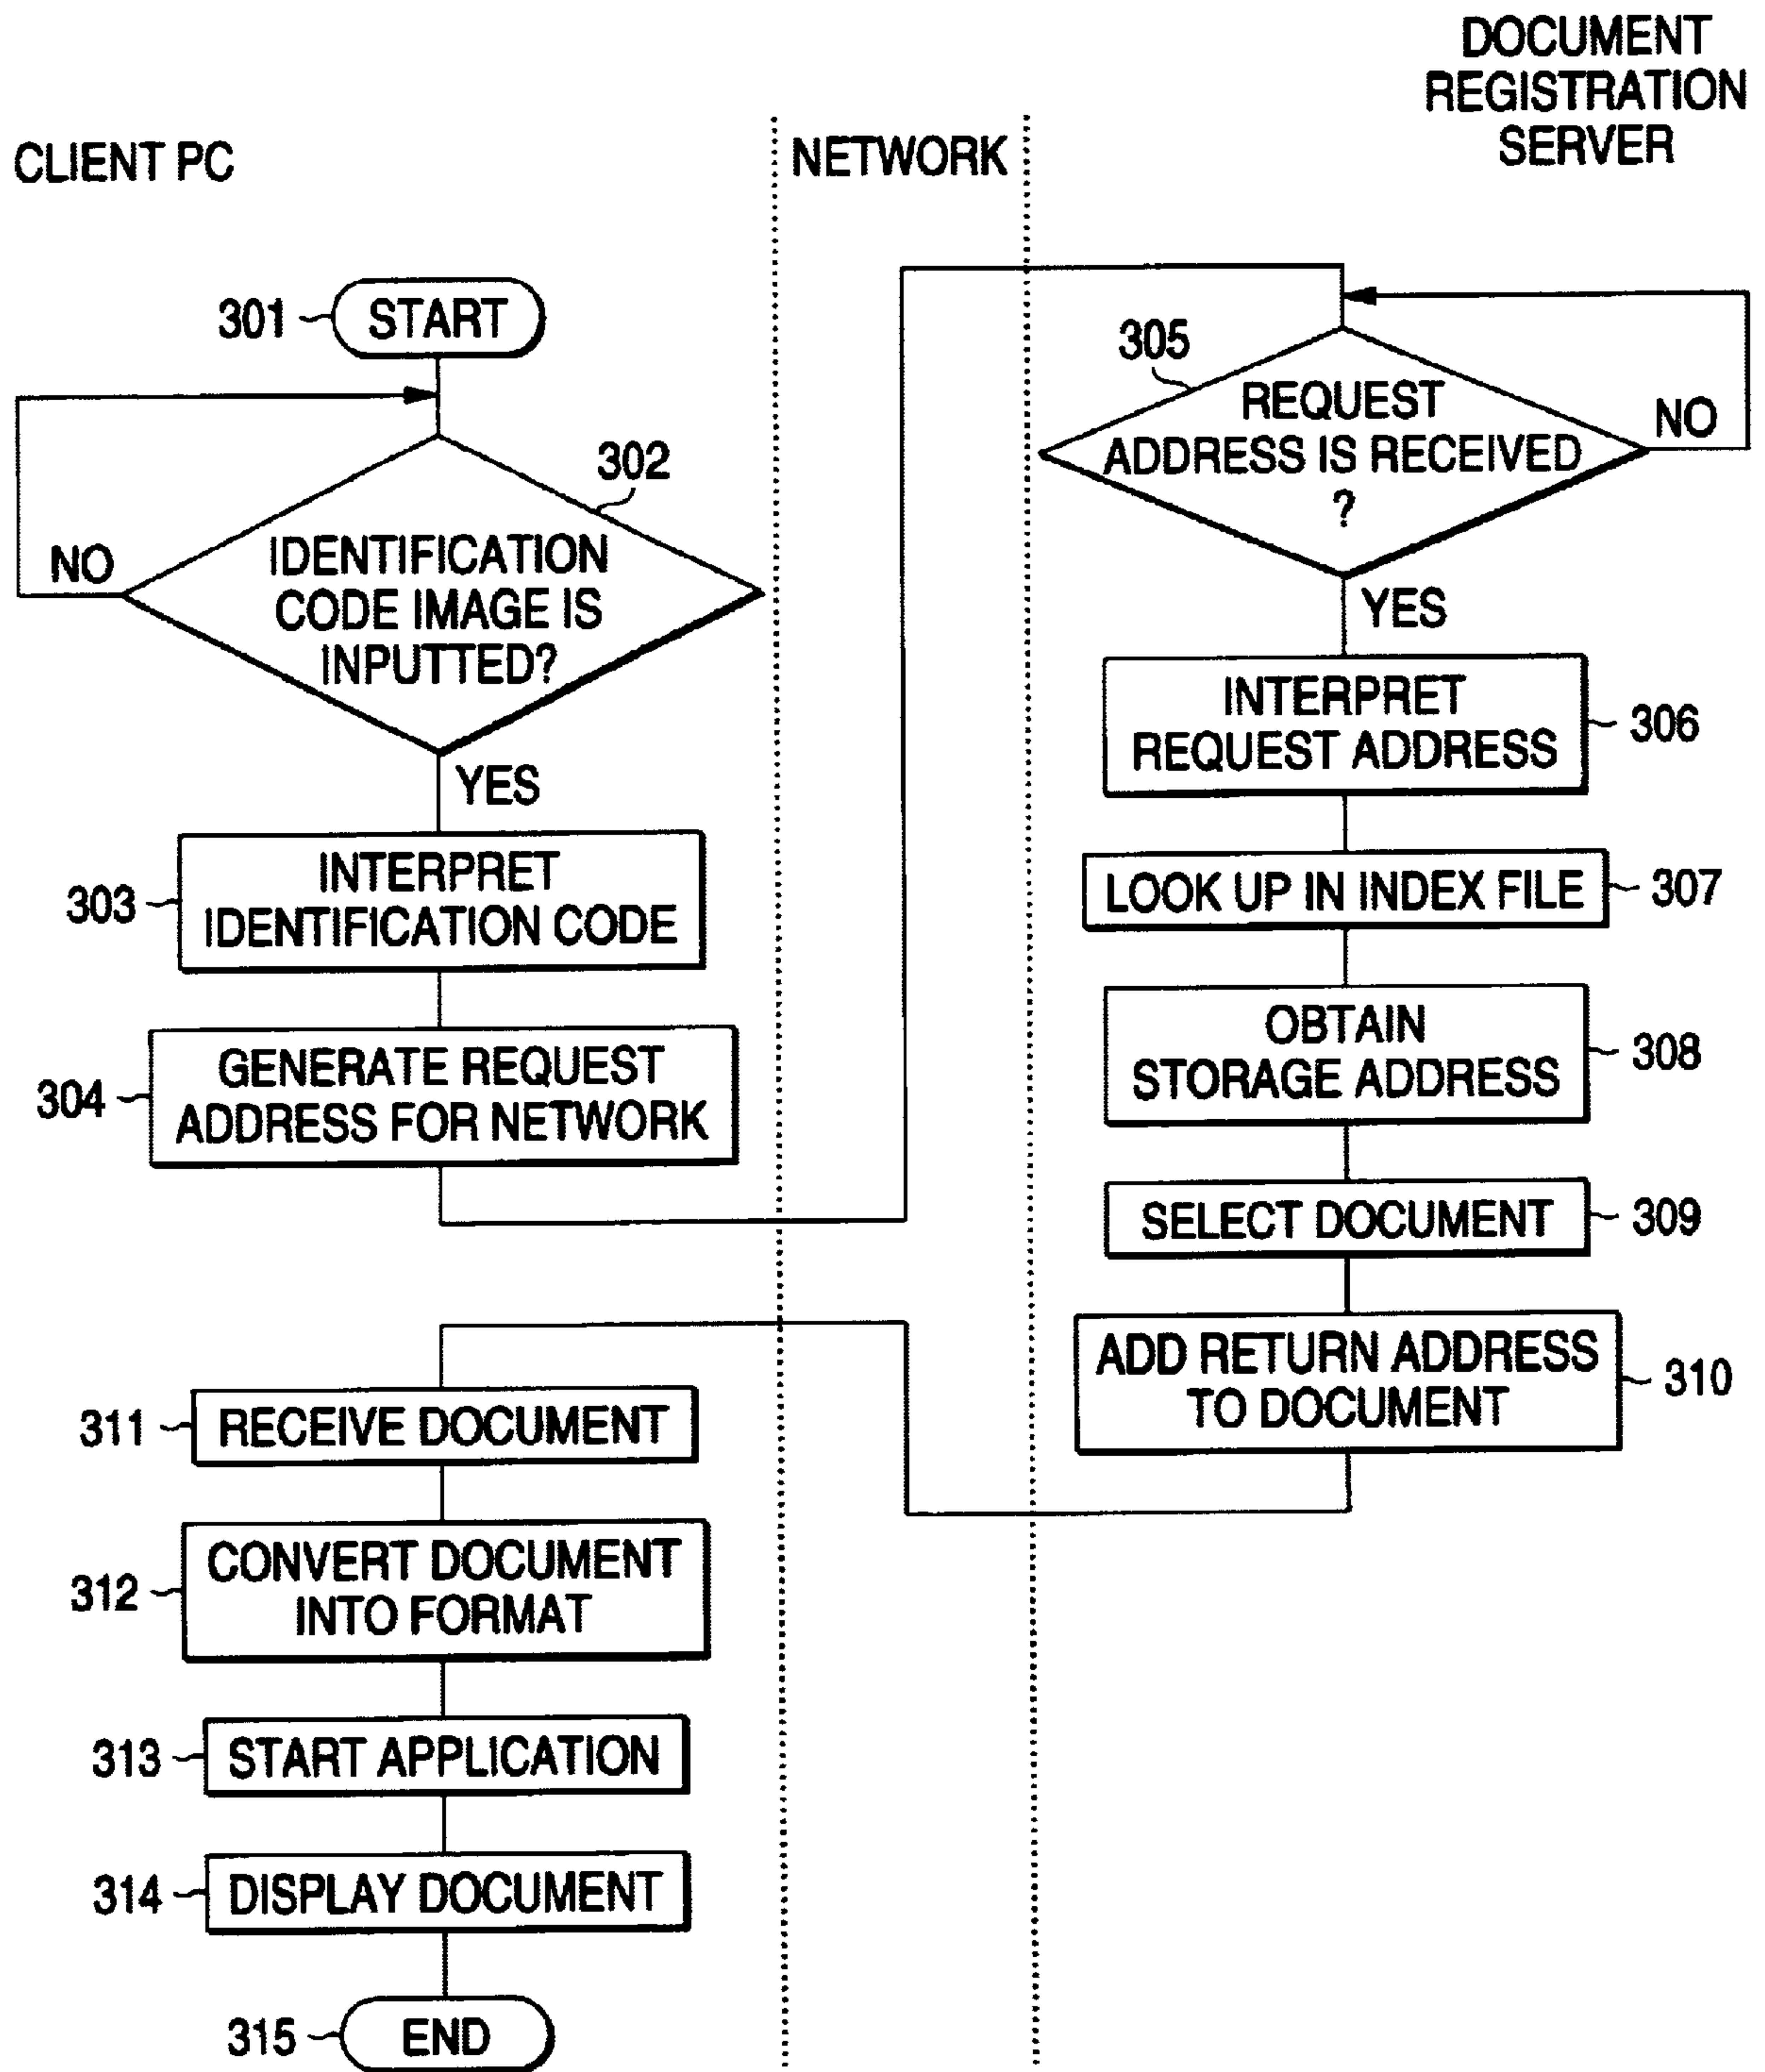 DOCUMENT
REGISTRATION
SERVER
CLIENT PC
NETWORK
301
START
302
NO
IDENTIFICATION
CODE IMAGE IS
INPUTTED?
YES
303
INTERPRET
IDENTIFICATION CODE
304
GENERATE REQUEST
ADDRESS FOR NETWORK
305
REQUEST
ADDRESS IS RECEIVED
?
NO
YES
INTERPRET
REQUEST ADDRESS
306
LOOK UP IN INDEX FILE
307
OBTAIN
STORAGE ADDRESS
308
SELECT DOCUMENT
309
ADD RETURN ADDRESS
TO DOCUMENT
310
311
RECEIVE DOCUMENT
312
CONVERT DOCUMENT
INTO FORMAT
313
START APPLICATION
314
DISPLAY DOCUMENT
315
END